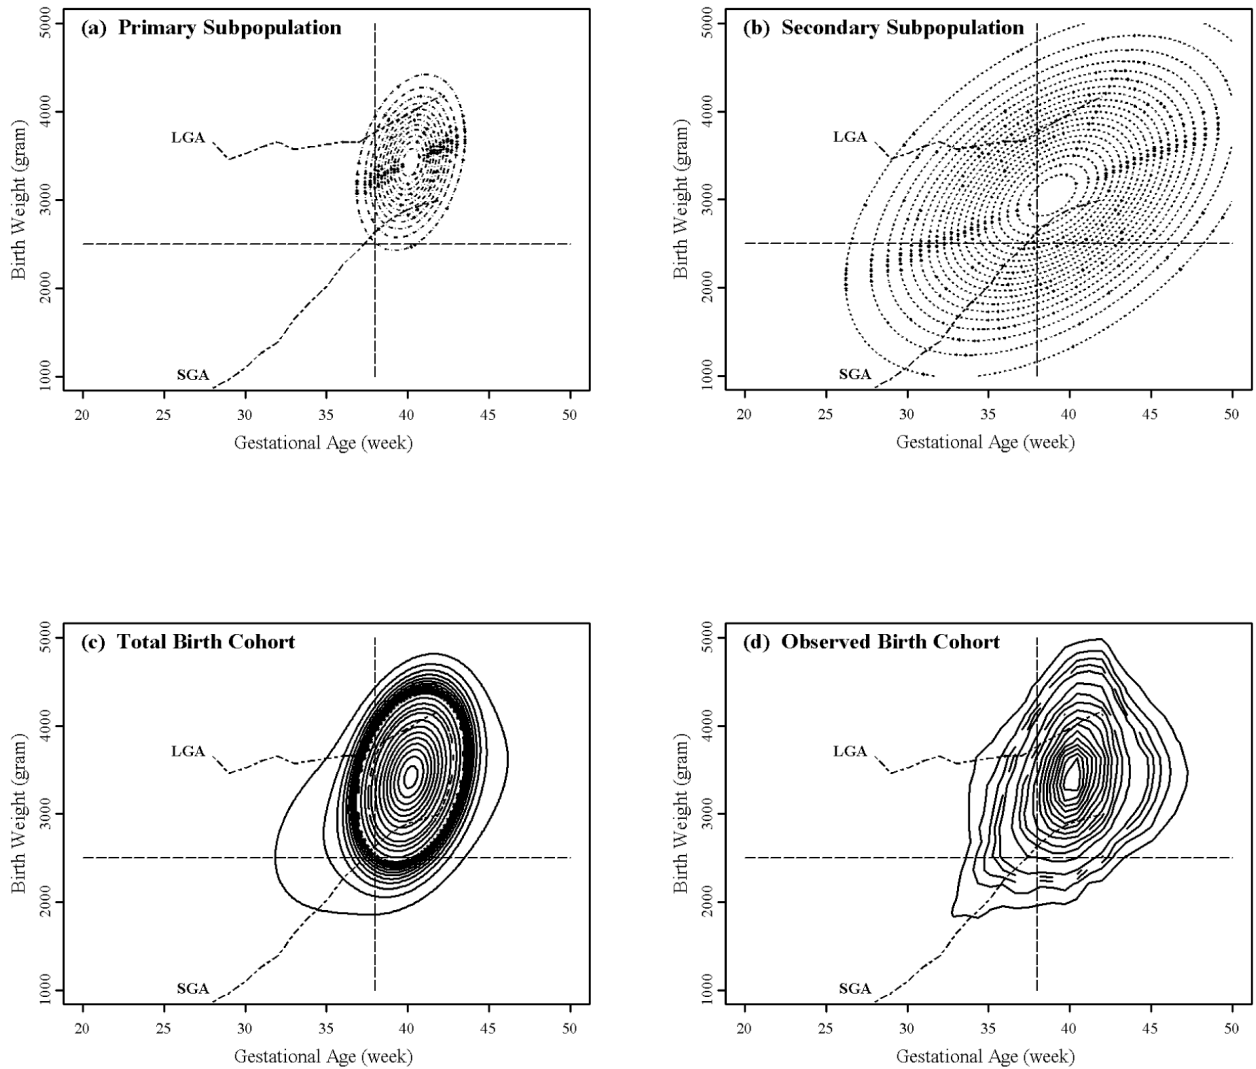 (a) Primary Subpopulation
5000
4000
3000
2000
1000
Birth Weight (gram)
LGA
SGA
20 25 30 35 40 45 50
Gestational Age (week)
(b) Secondary Subpopulation
5000
4000
3000
2000
1000
Birth Weight (gram)
LGA
SGA
20 25 30 35 40 45 50
Gestational Age (week)
(c) Total Birth Cohort
5000
4000
3000
2000
1000
Birth Weight (gram)
LGA
SGA
20 25 30 35 40 45 50
Gestational Age (week)
(d) Observed Birth Cohort
5000
4000
3000
2000
1000
Birth Weight (gram)
LGA
SGA
20 25 30 35 40 45 50
Gestational Age (week)